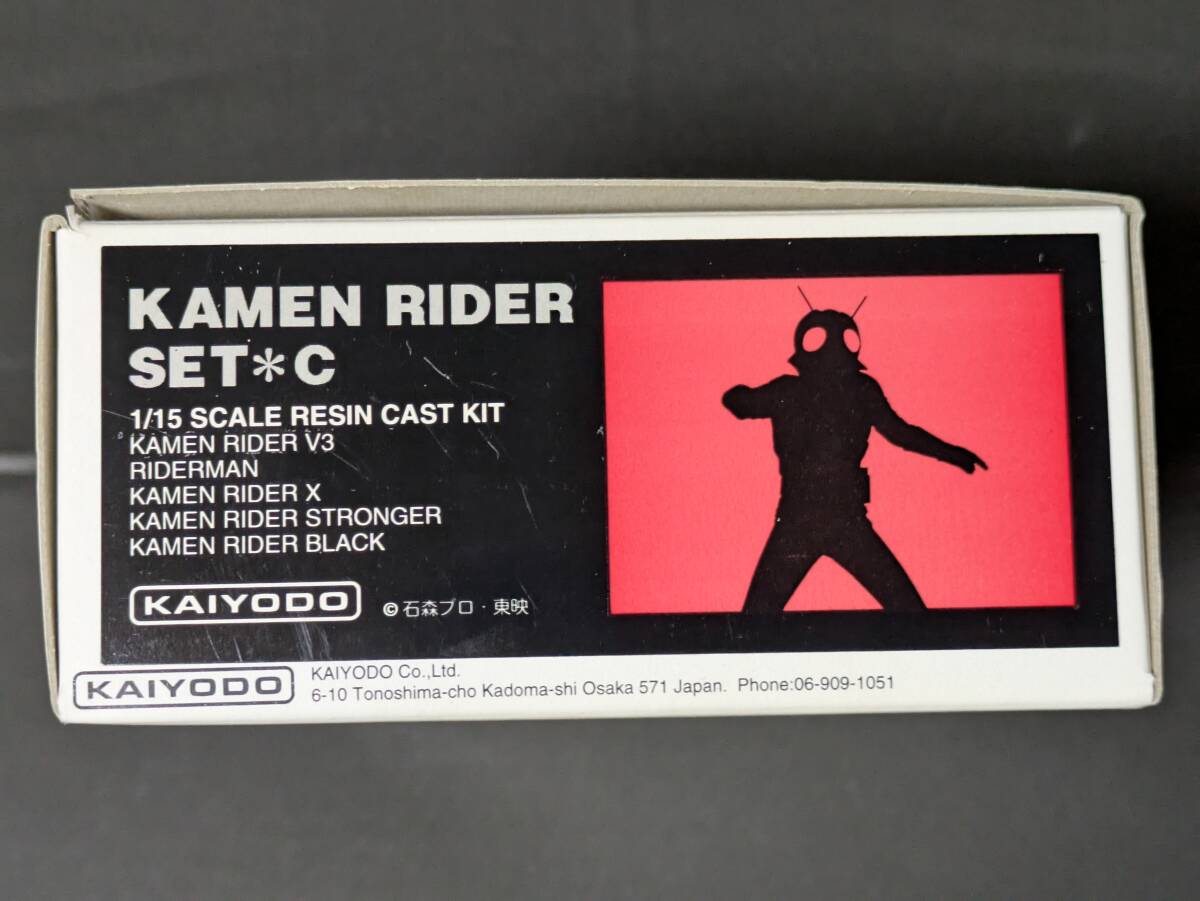 KAMEN RIDER
SET*C
1/15 SCALE RESIN CAST KIT
KAMEN RIDER V3
RIDERMAN
KAMEN RIDER X
KAMEN RIDER STRONGER
KAMEN RIDER BLACK
KAIYODO
©石森プロ・東映
KAIYODO
KAIYODO Co.,Ltd.
6-10 Tonoshima-cho Kadoma-shi Osaka 571 Japan. Phone:06-909-1051